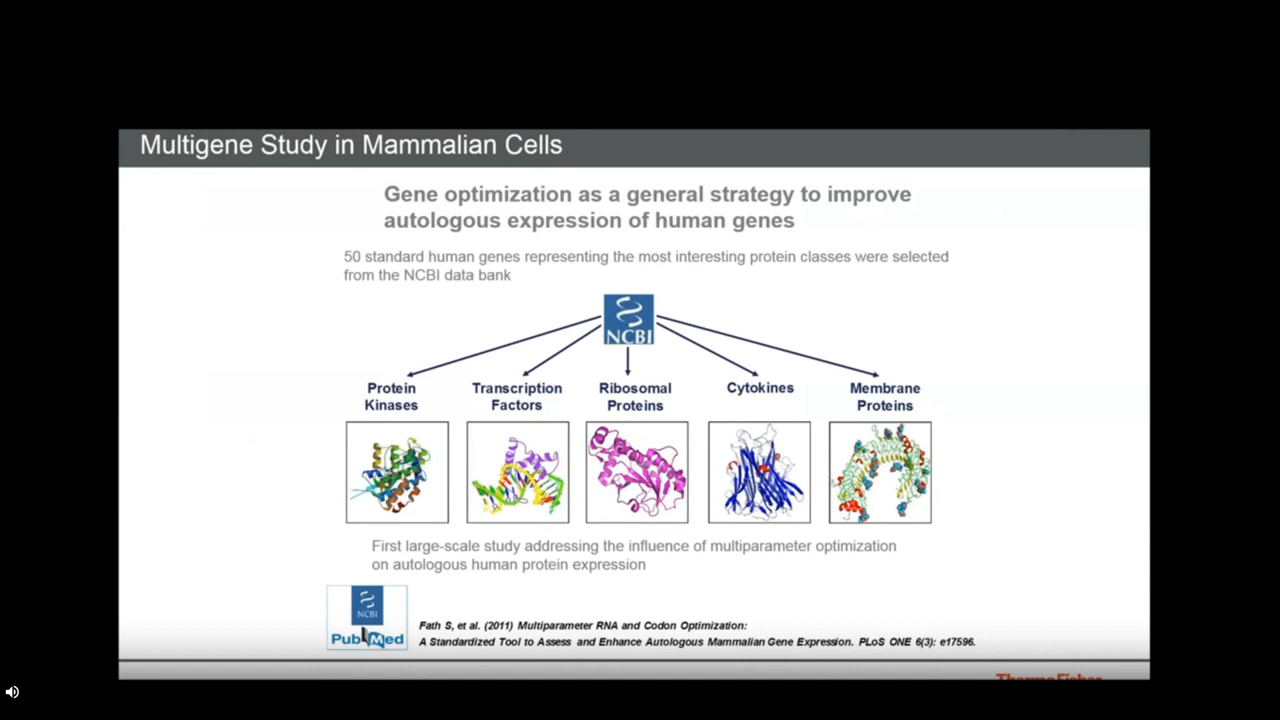 Multigene Study in Mammalian Cells
Gene optimization as a general strategy to improve
autologous expression of human genes
50 standard human genes representing the most interesting protein classes were selected
from the NCBI data bank
NCBI
Protein
Kinases
Transcription
Factors
Ribosomal
Proteins
Cytokines
Membrane
Proteins
First large-scale study addressing the influence of multiparameter optimization
on autologous human protein expression
NCBI
PubMed
Fath S, et al. (2011) Multiparameter RNA and Codon Optimization:
A Standardized Tool to Assess and Enhance Autologous Mammalian Gene Expression. PLoS ONE 6(3): e17596.
ThermoFisher